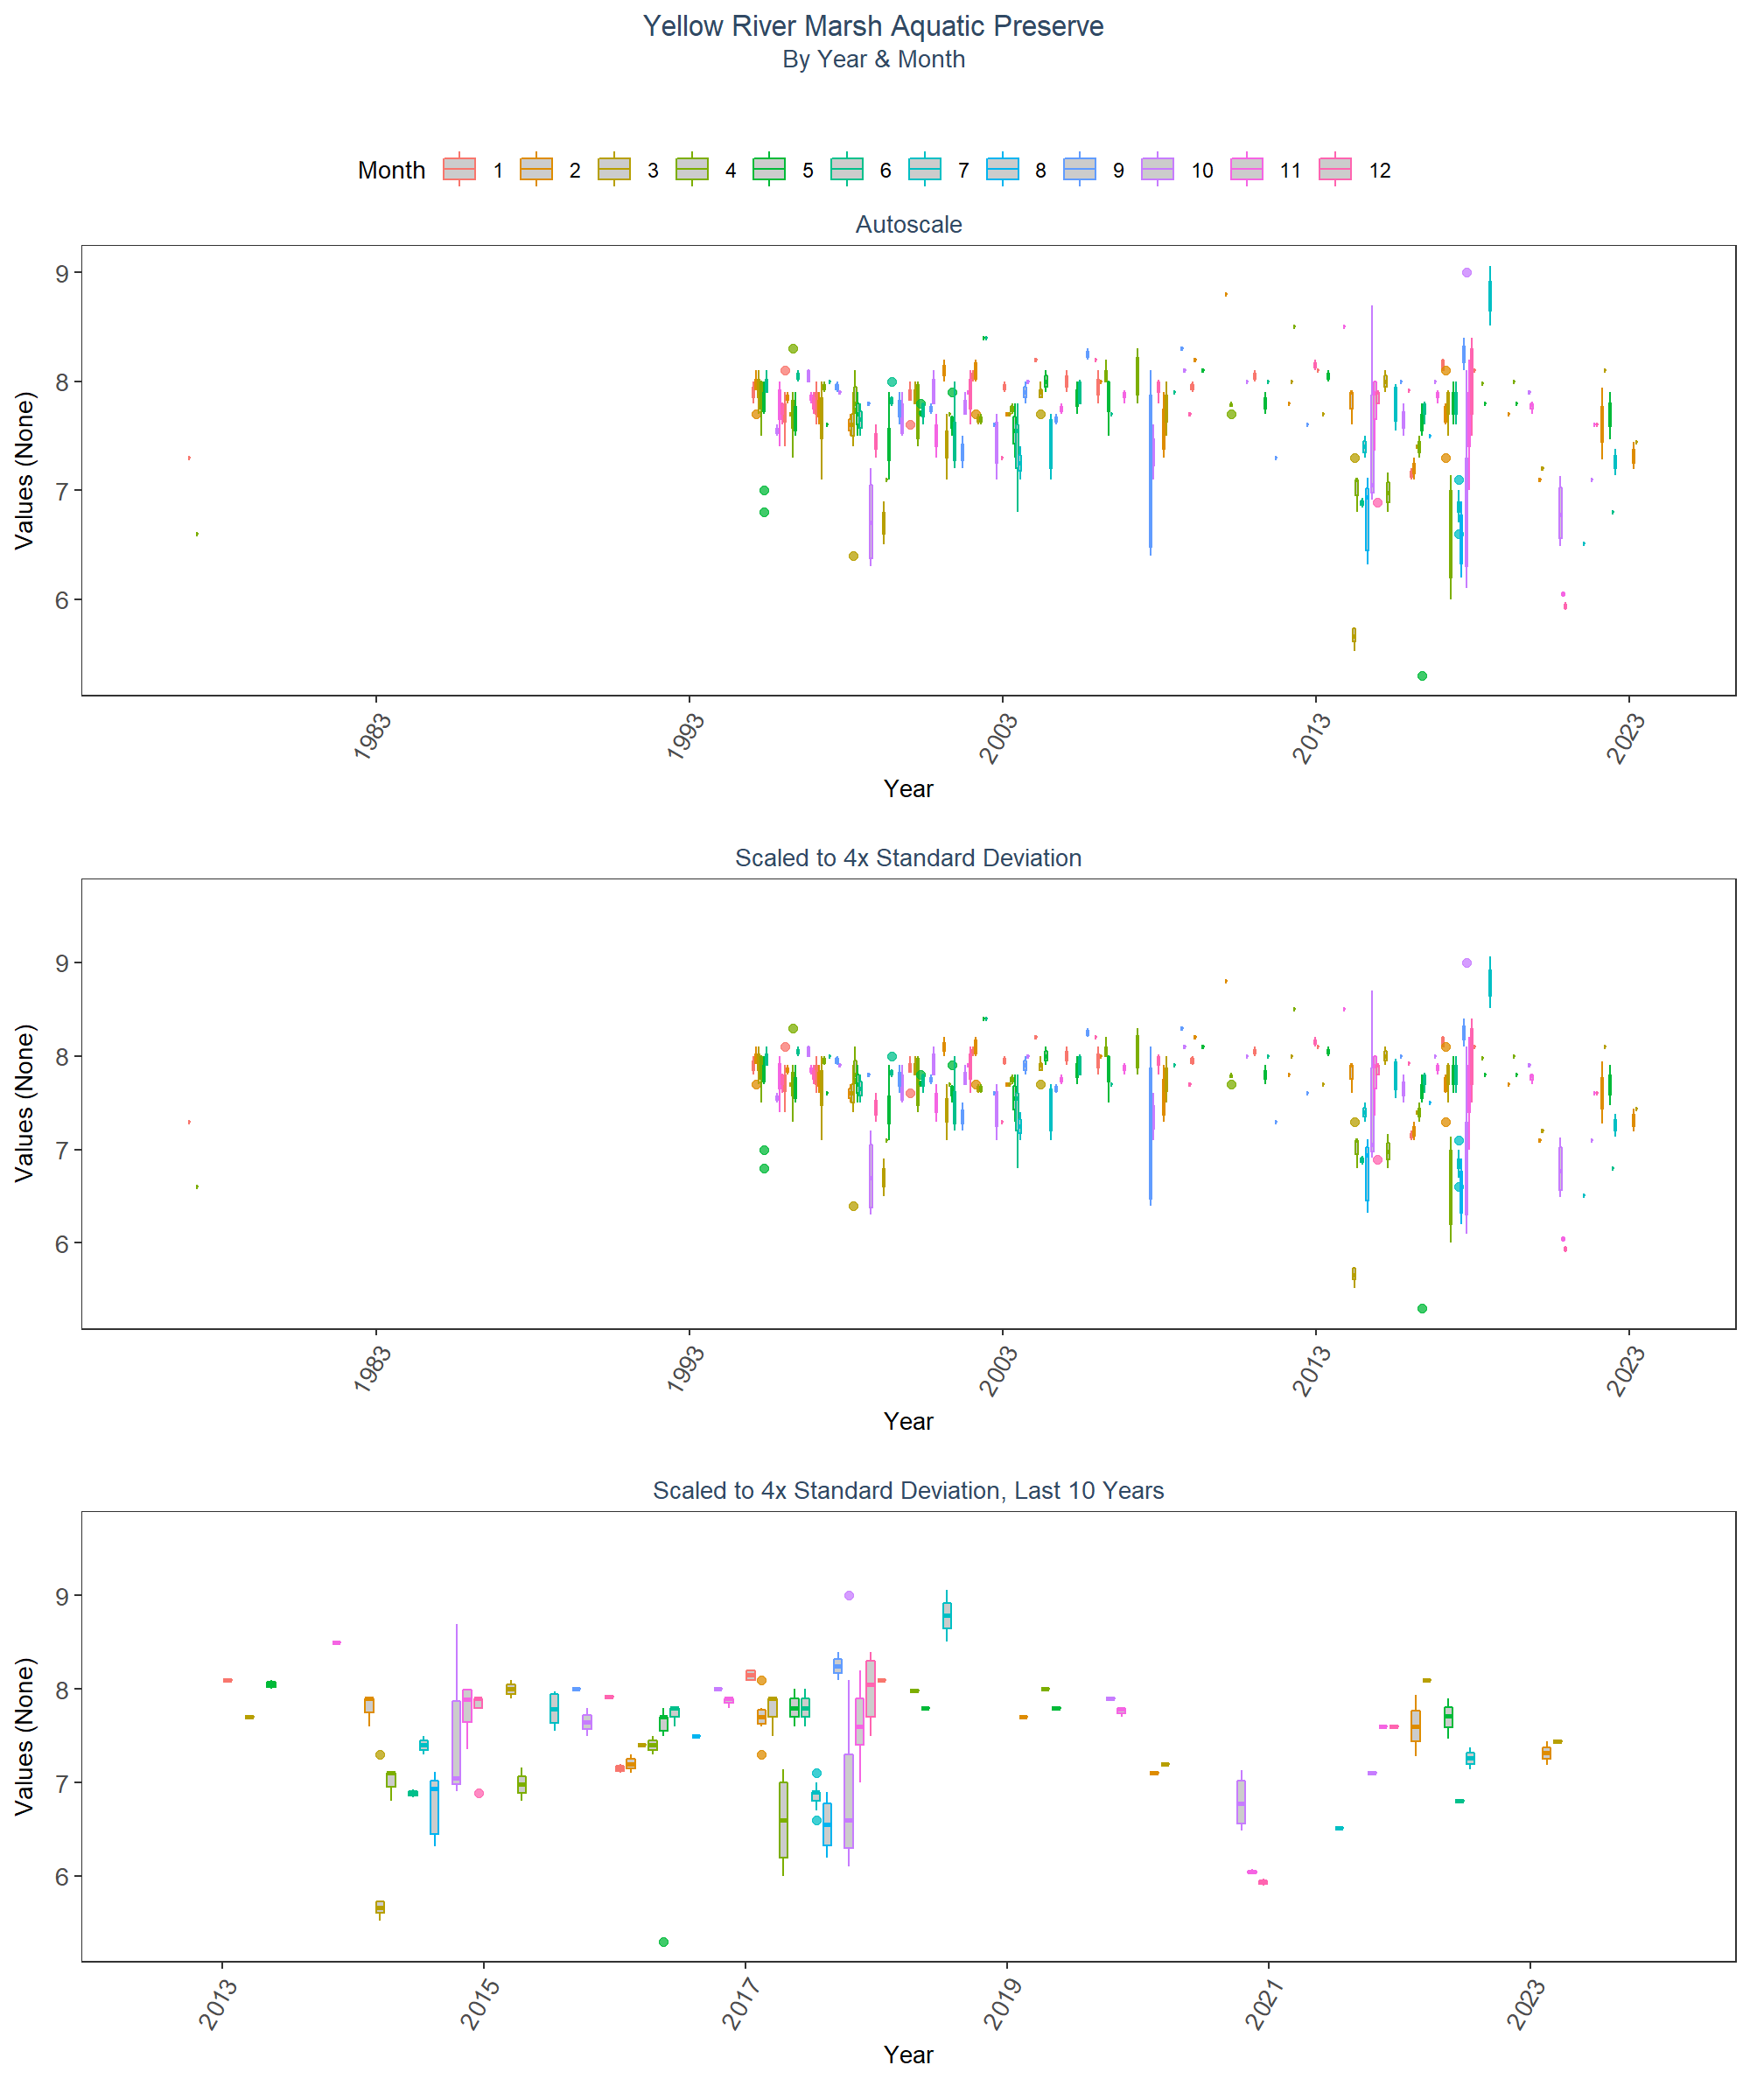 Yellow River Marsh Aquatic Preserve
By Year & Month
Month 1 2 3 4 5 6 7 8 9 10 11 12
Autoscale
Values (None)
9
8
7
6
1983 1993 2003 2013 2023
Year
Scaled to 4x Standard Deviation
Values (None)
9
8
7
6
1983 1993 2003 2013 2023
Year
Scaled to 4x Standard Deviation, Last 10 Years
Values (None)
9
8
7
6
2013 2015 2017 2019 2021 2023
Year